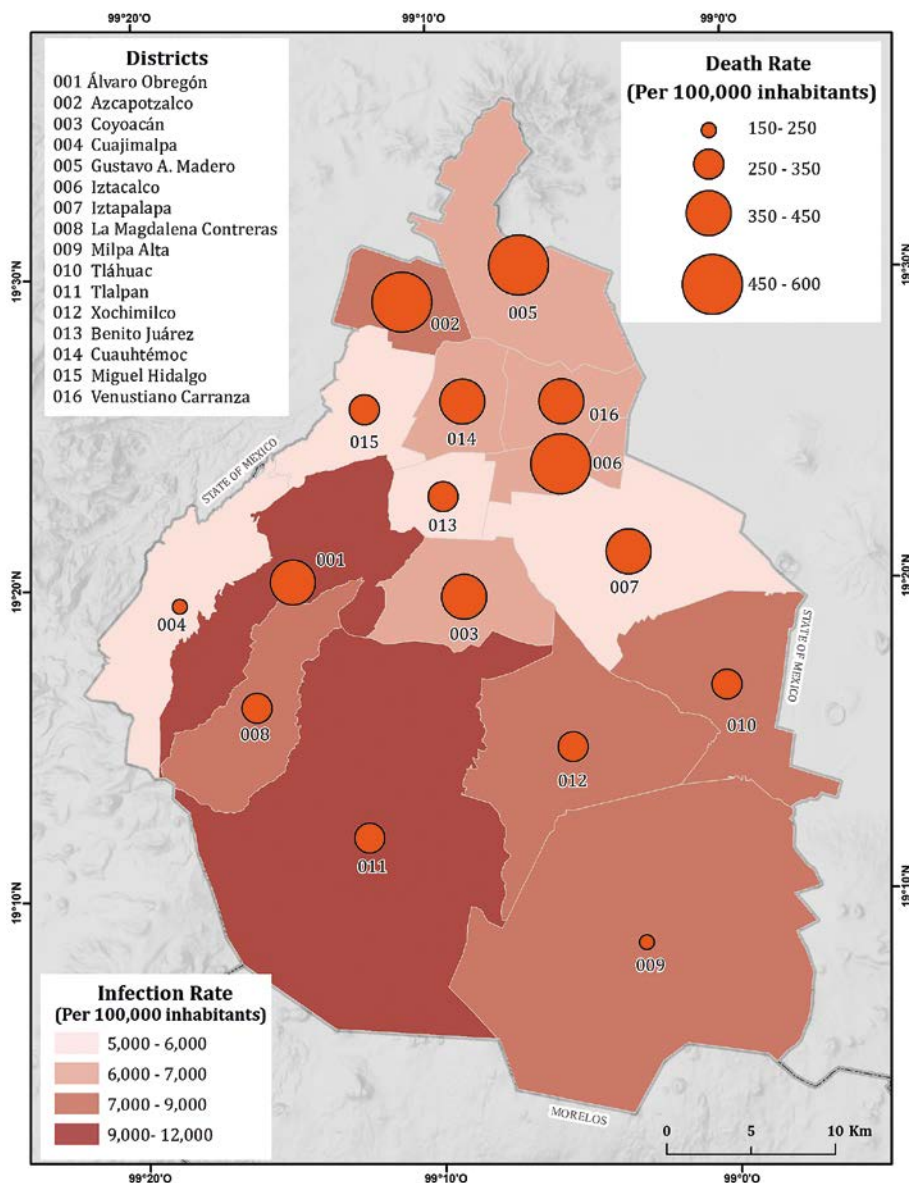 99°20'0
99°10'0
99°0'0
Districts
001 Álvaro Obregón
002 Azcapotzalco
003 Coyoacán
004 Cuajimalpa
005 Gustavo A. Madero
006 Iztacalco
007 Iztapalapa
008 La Magdalena Contreras
009 Milpa Alta
010 Tláhuac
011 Tlalpan
012 Xochimilco
013 Benito Juárez
014 Cuauhtémoc
015 Miguel Hidalgo
016 Venustiano Carranza
Death Rate
(Per 100,000 inhabitants)
150- 250
250 - 350
350 - 450
450 - 600
19°30'N
19°30'N
005
002
016
014
015
006
STATE OF MEXICO
013
001
007
19°20'N
19°20'N
004
003
STATE OF MEXICO
010
008
012
011
19°10'N
19°10'N
009
Infection Rate
(Per 100,000 inhabitants)
5,000 - 6,000
6,000 - 7,000
7,000 - 9,000
9,000- 12,000
MORELOS
0 5 10 Km
99°20'0
99°10'0
99°0'0